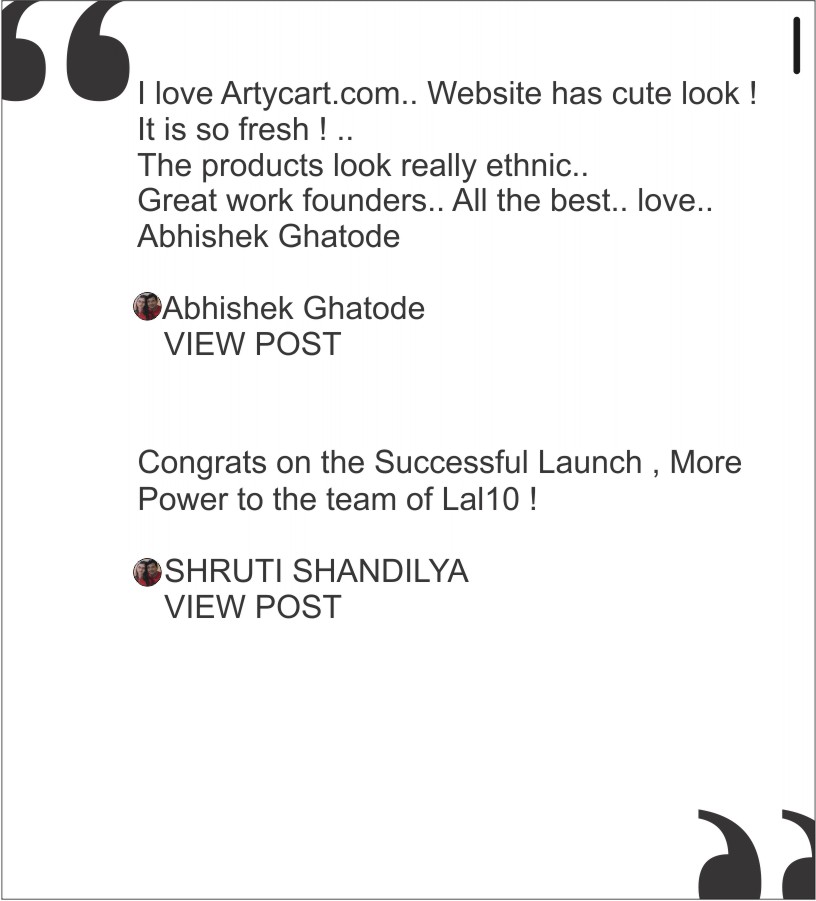 I love Artycart.com.. Website has cute look !
It is so fresh ! ..
The products look really ethnic..
Great work founders.. All the best.. love..
Abhishek Ghatode
Abhishek Ghatode
VIEW POST
Congrats on the Successful Launch , More
Power to the team of Lal10 !
SHRUTI SHANDILYA
VIEW POST